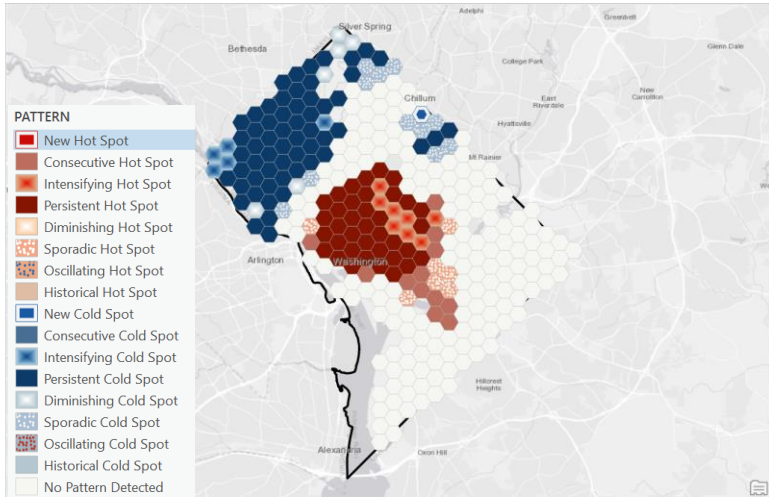 Adelphi
Silver Spring
Greenbelt
Bethesda
Glenn Dale
College Park
New
Carrollton
Chillum
East
Riverdale
Hyattsville
Mt Rainier
PATTERN
New Hot Spot
Consecutive Hot Spot
Intensifying Hot Spot
Persistent Hot Spot
Diminishing Hot Spot
Sporadic Hot Spot
Oscillating Hot Spot
Historical Hot Spot
New Cold Spot
Consecutive Cold Spot
Intensifying Cold Spot
Persistent Cold Spot
Diminishing Cold Spot
Sporadic Cold Spot
Oscillating Cold Spot
Historical Cold Spot
No Pattern Detected
Arlington
Washington
Hillcrest
Heights
Alexandria
Oxon Hill